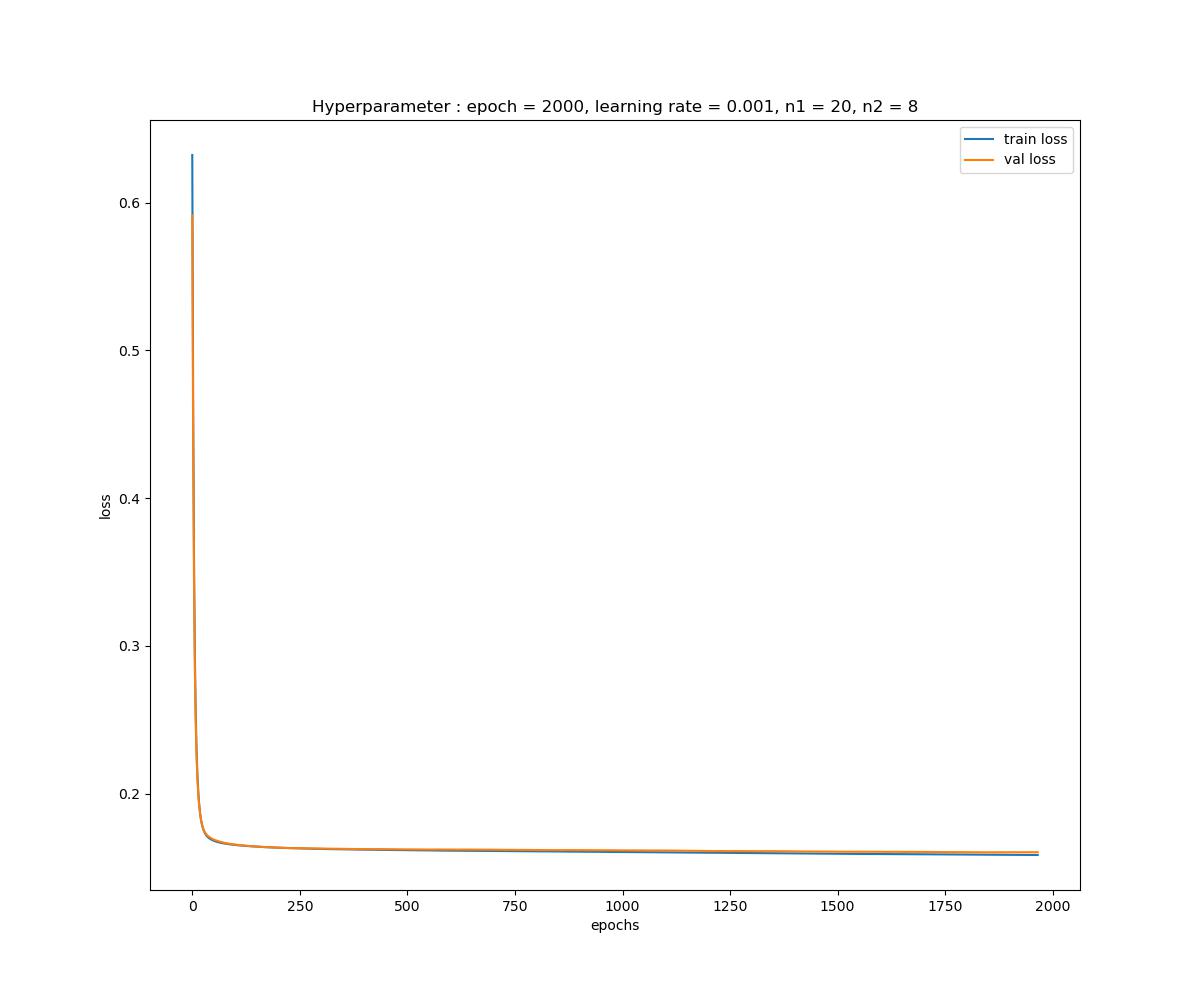 Hyperparameter : epoch = 2000, learning rate = 0.001, n1 = 20, n2 = 8
train loss
val loss
0.6
0.5
0.4
0.3
0.2
loss
0 250 500 750 1000 1250 1500 1750 2000
epochs